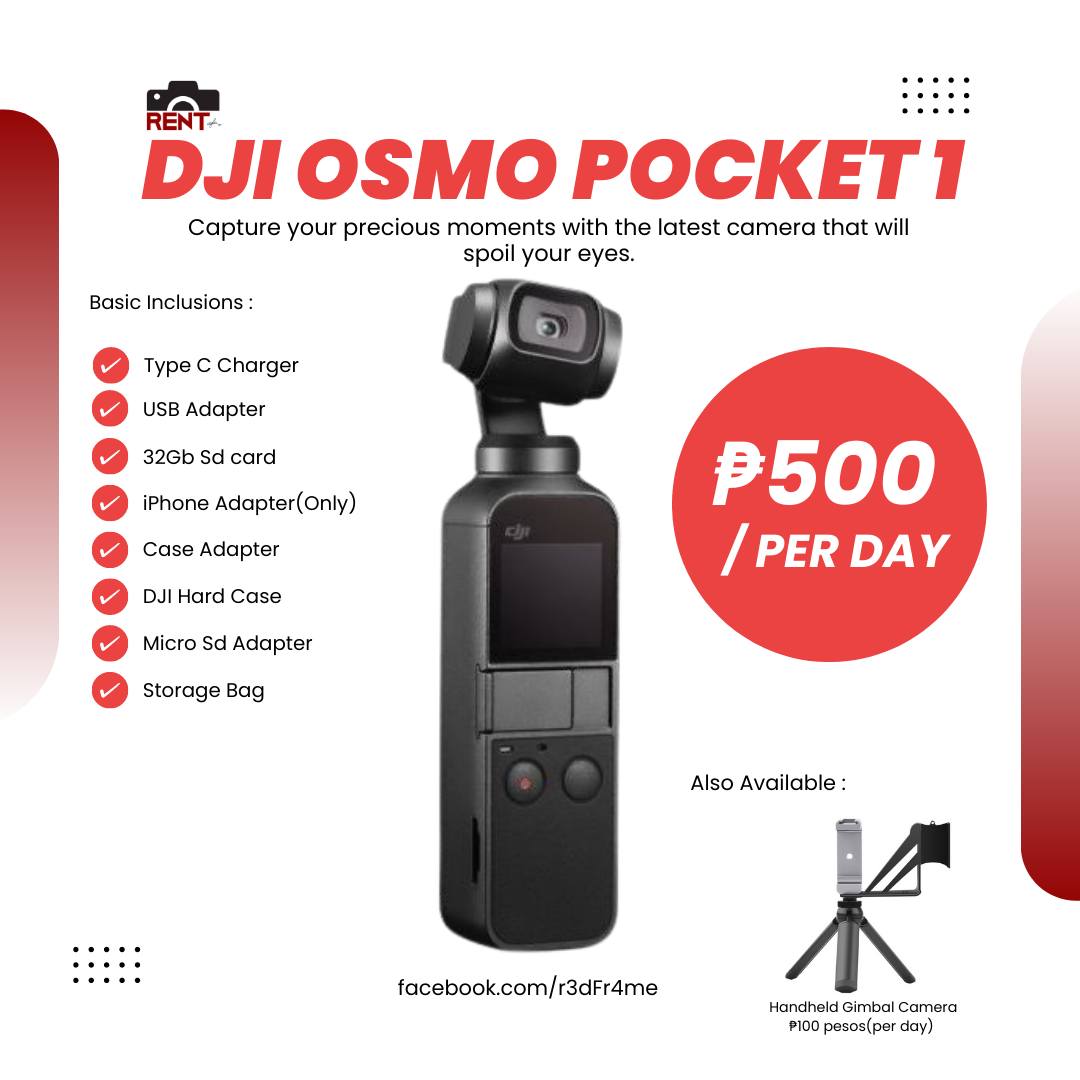 RENT
DJI OSMO POCKET 1
Capture your precious moments with the latest camera that will
spoil your eyes.
Basic Inclusions :
Type C Charger
USB Adapter
32Gb Sd card
iPhone Adapter(Only)
Case Adapter
DJI Hard Case
Micro Sd Adapter
Storage Bag
dji
₱500
/ PER DAY
Also Available :
Handheld Gimbal Camera
₱100 pesos(per day)
facebook.com/r3dFr4me